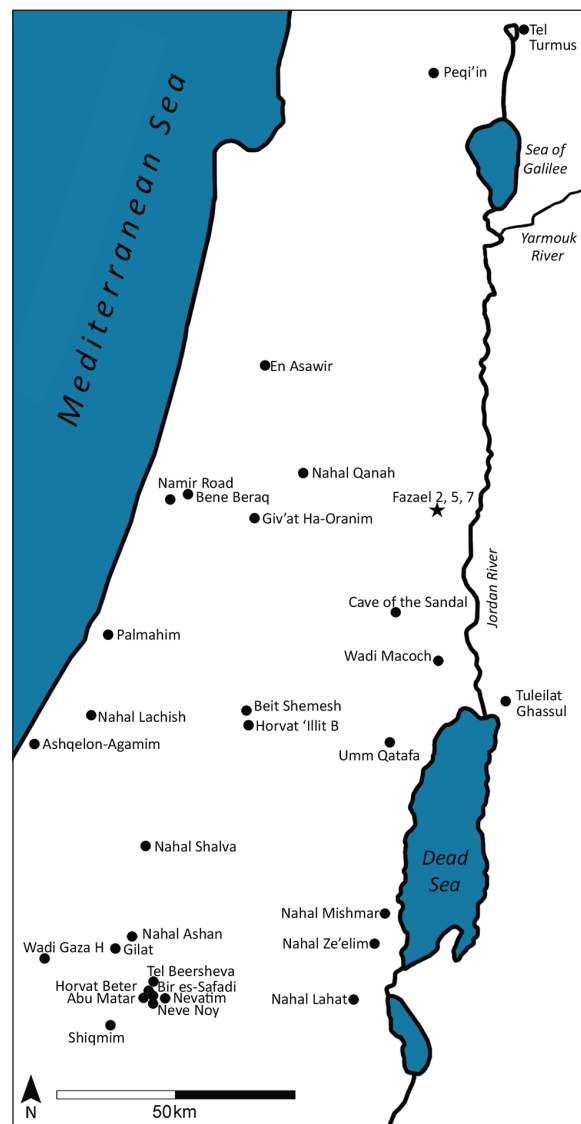 Tel
Turmus
Peqi'in
Mediterranean Sea
Sea of
Galilee
Yarmouk
River
En Asawir
Nahal Qanah
Namir Road
Bene Beraq
Fazael 2, 5, 7
Giv'at Ha-Oranim
Jordan River
Cave of the Sandal
Palmahim
Wadi Macoch
Tuleilat
Ghassul
Beit Shemesh
Nahal Lachish
Horvat 'Illit B
Ashqelon-Agamim
Umm Qatafa
Nahal Shalva
Dead
Sea
Nahal Mishmar
Nahal Ashan
Nahal Ze'elim
Wadi Gaza H
Gilat
Tel Beersheva
Horvat Beter
Bir es-Safadi
Abu Matar
Nevatim
Nahal Lahat
Neve Noy
Shiqmim
N
50km